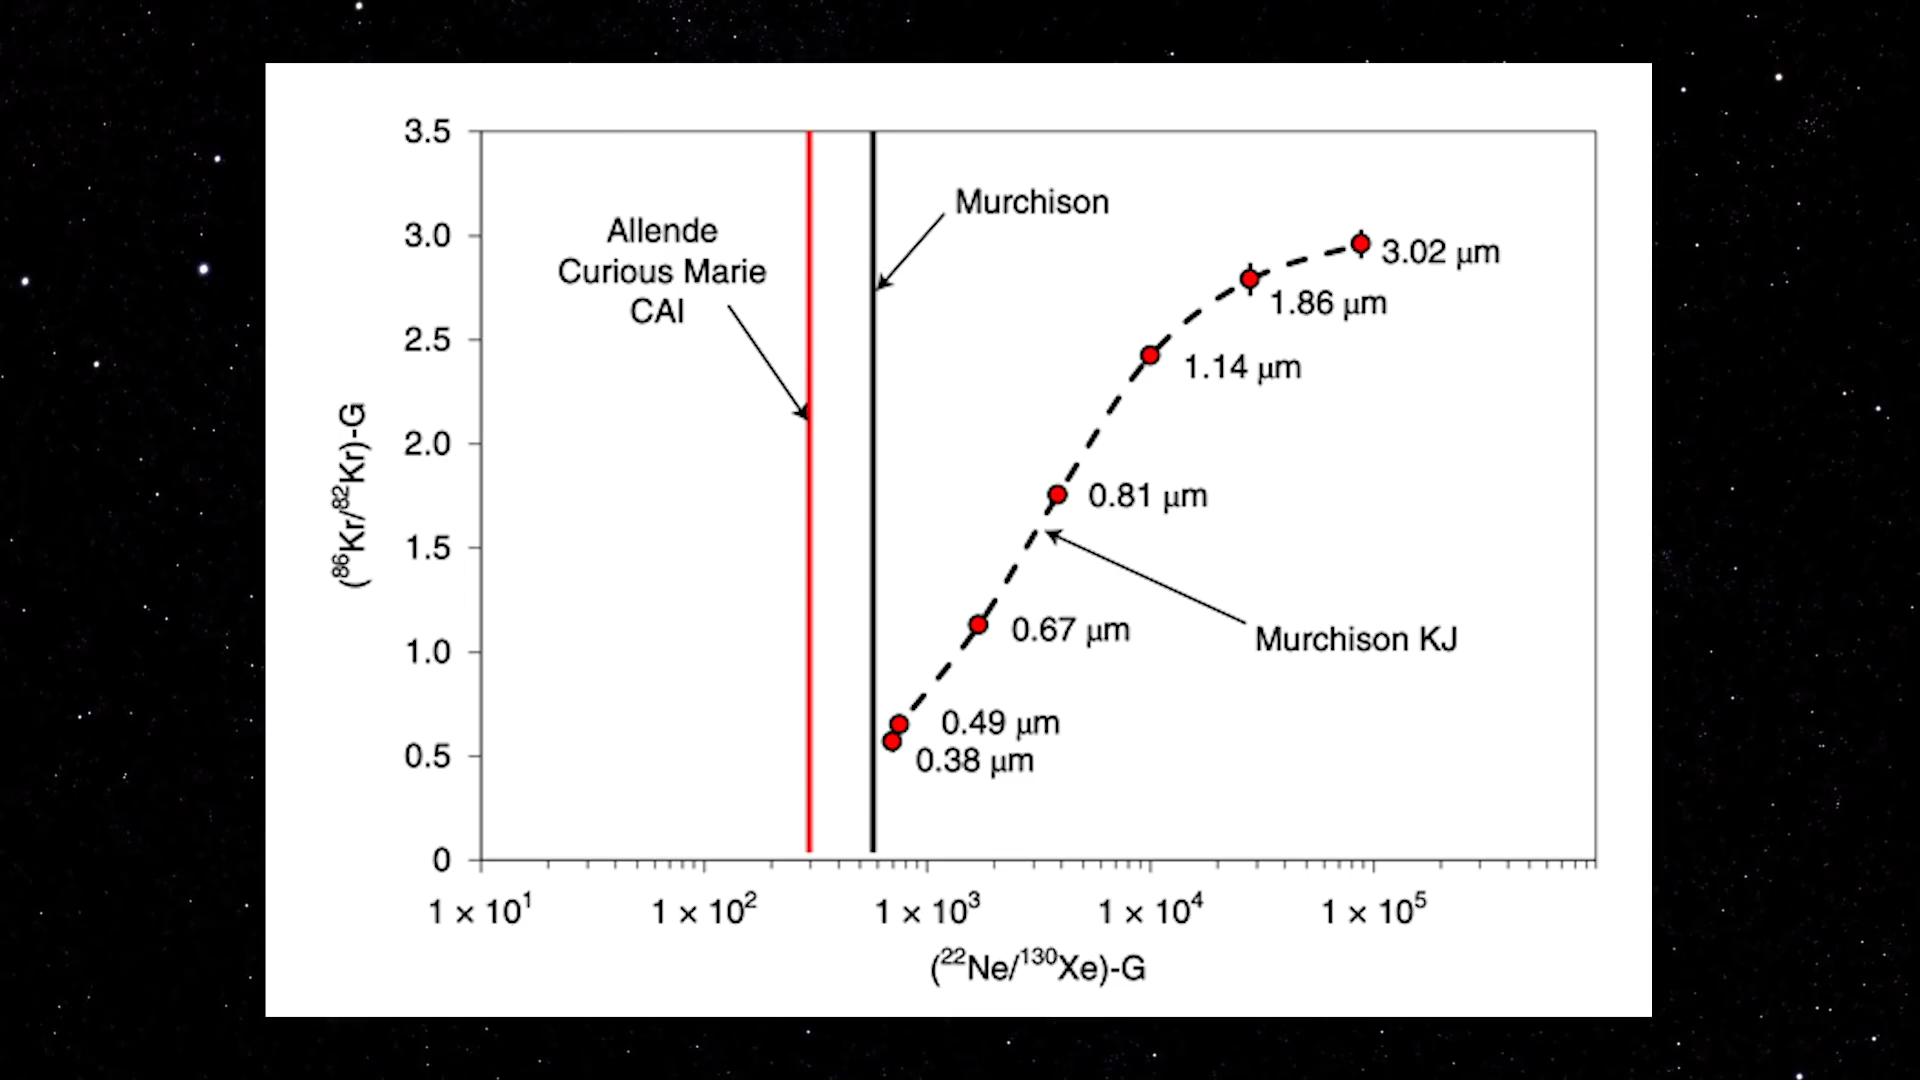 3.5
3.0
2.5
2.0
1.5
1.0
0.5
0
(⁸⁶Kr/⁸²Kr)-G
Allende
Curious Marie
CAI
Murchison
3.02 μm
1.86 μm
1.14 μm
0.81 μm
0.67 μm
Murchison KJ
0.49 μm
0.38 μm
1 × 10¹
1 × 10²
1 × 10³
1 × 10⁴
1 × 10⁵
(²²Ne/¹³⁰Xe)-G